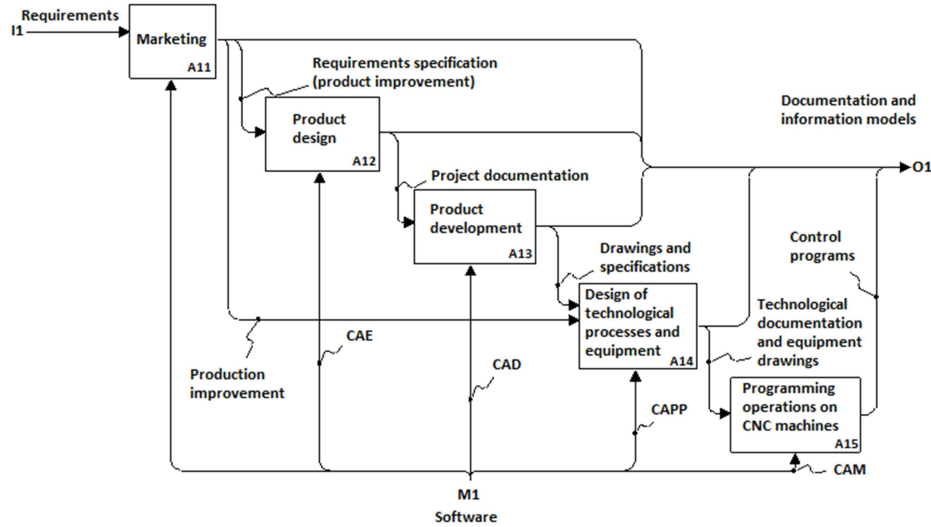 Requirements
I1
Marketing
A11
Requirements specification
(product improvement)
Product
design
A12
Documentation and
information models
O1
Project documentation
Product
development
A13
Drawings and
specifications
Control
programs
Design of
technological
processes and
equipment
A14
Technological
documentation
and equipment
drawings
Production
improvement
CAE
CAD
CAPP
Programming
operations on
CNC machines
A15
CAM
M1
Software